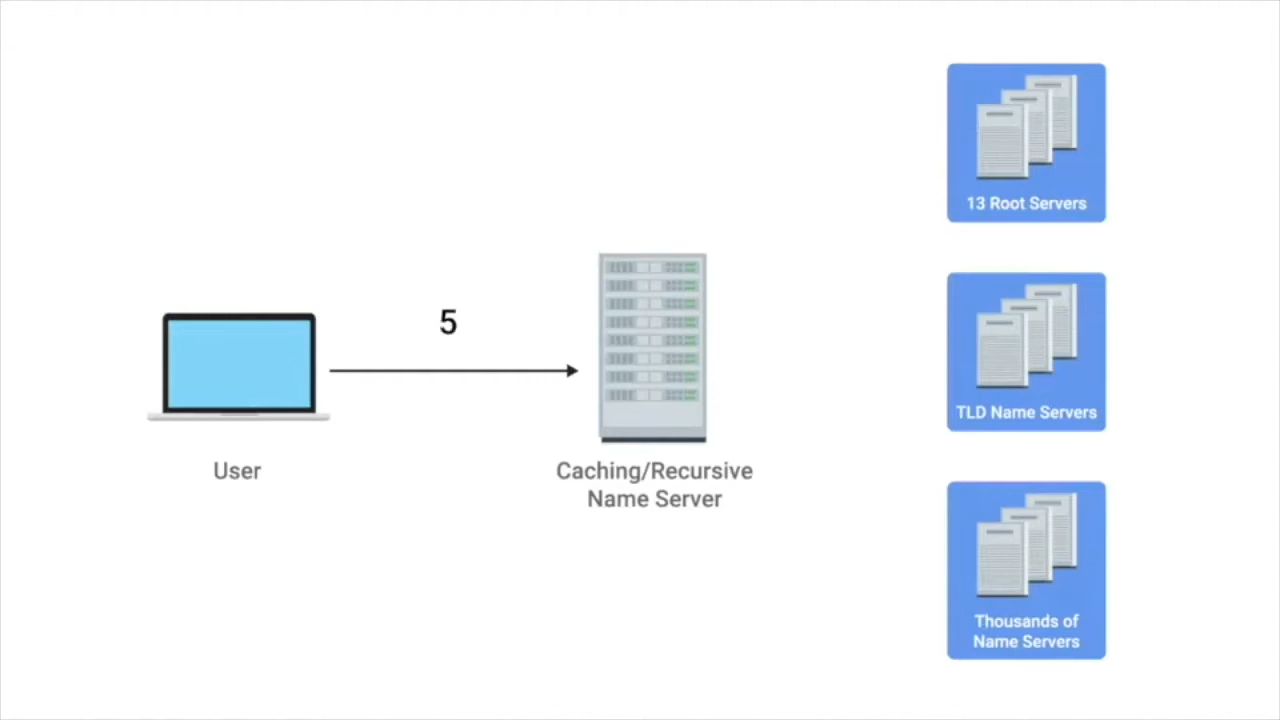 13 Root Servers
5
TLD Name Servers
User
Caching/Recursive
Name Server
Thousands of
Name Servers